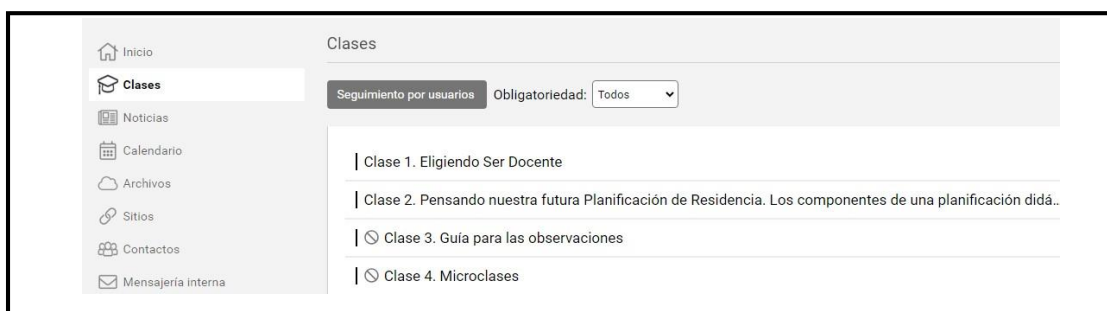 Inicio
Clases
Noticias
Calendario
Archivos
Sitios
Contactos
Mensajería interna
Clases
Seguimiento por usuarios Obligatoriedad: Todos
Clase 1. Eligiendo Ser Docente
Clase 2. Pensando nuestra futura Planificación de Residencia. Los componentes de una planificación didá..
Clase 3. Guía para las observaciones
Clase 4. Microclases